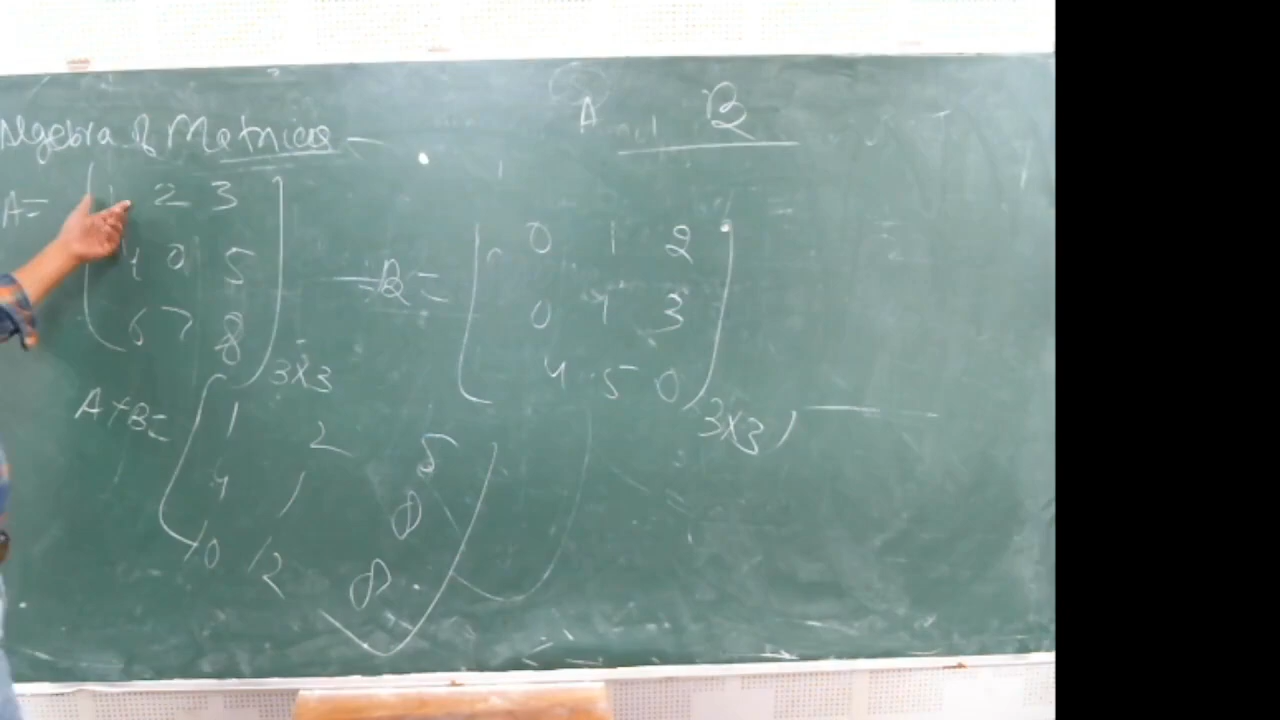 A B
Algebra of Matrices
A = 1 2 3
4 0 5
6 7 8
3x3
B = 0 1 2
0 1 3
4 5 0
3x3
A+B= 1 2 5
4 1 8
10 12 8